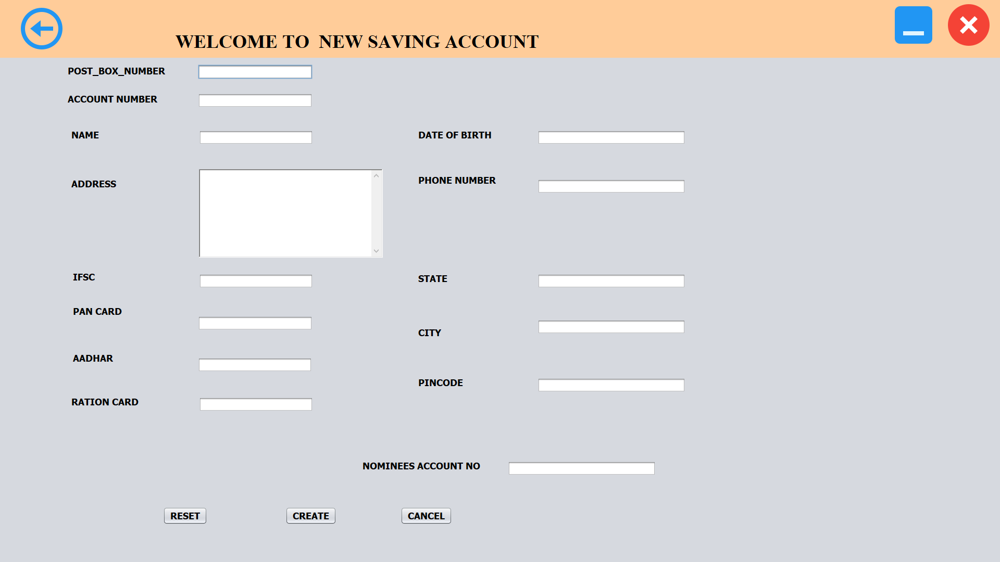 WELCOME TO  NEW SAVING ACCOUNT
POST_BOX_NUMBER
ACCOUNT NUMBER
NAME
DATE OF BIRTH
ADDRESS
PHONE NUMBER
IFSC
STATE
PAN CARD
CITY
AADHAR
PINCODE
RATION CARD
NOMINEES ACCOUNT NO
RESET
CREATE
CANCEL